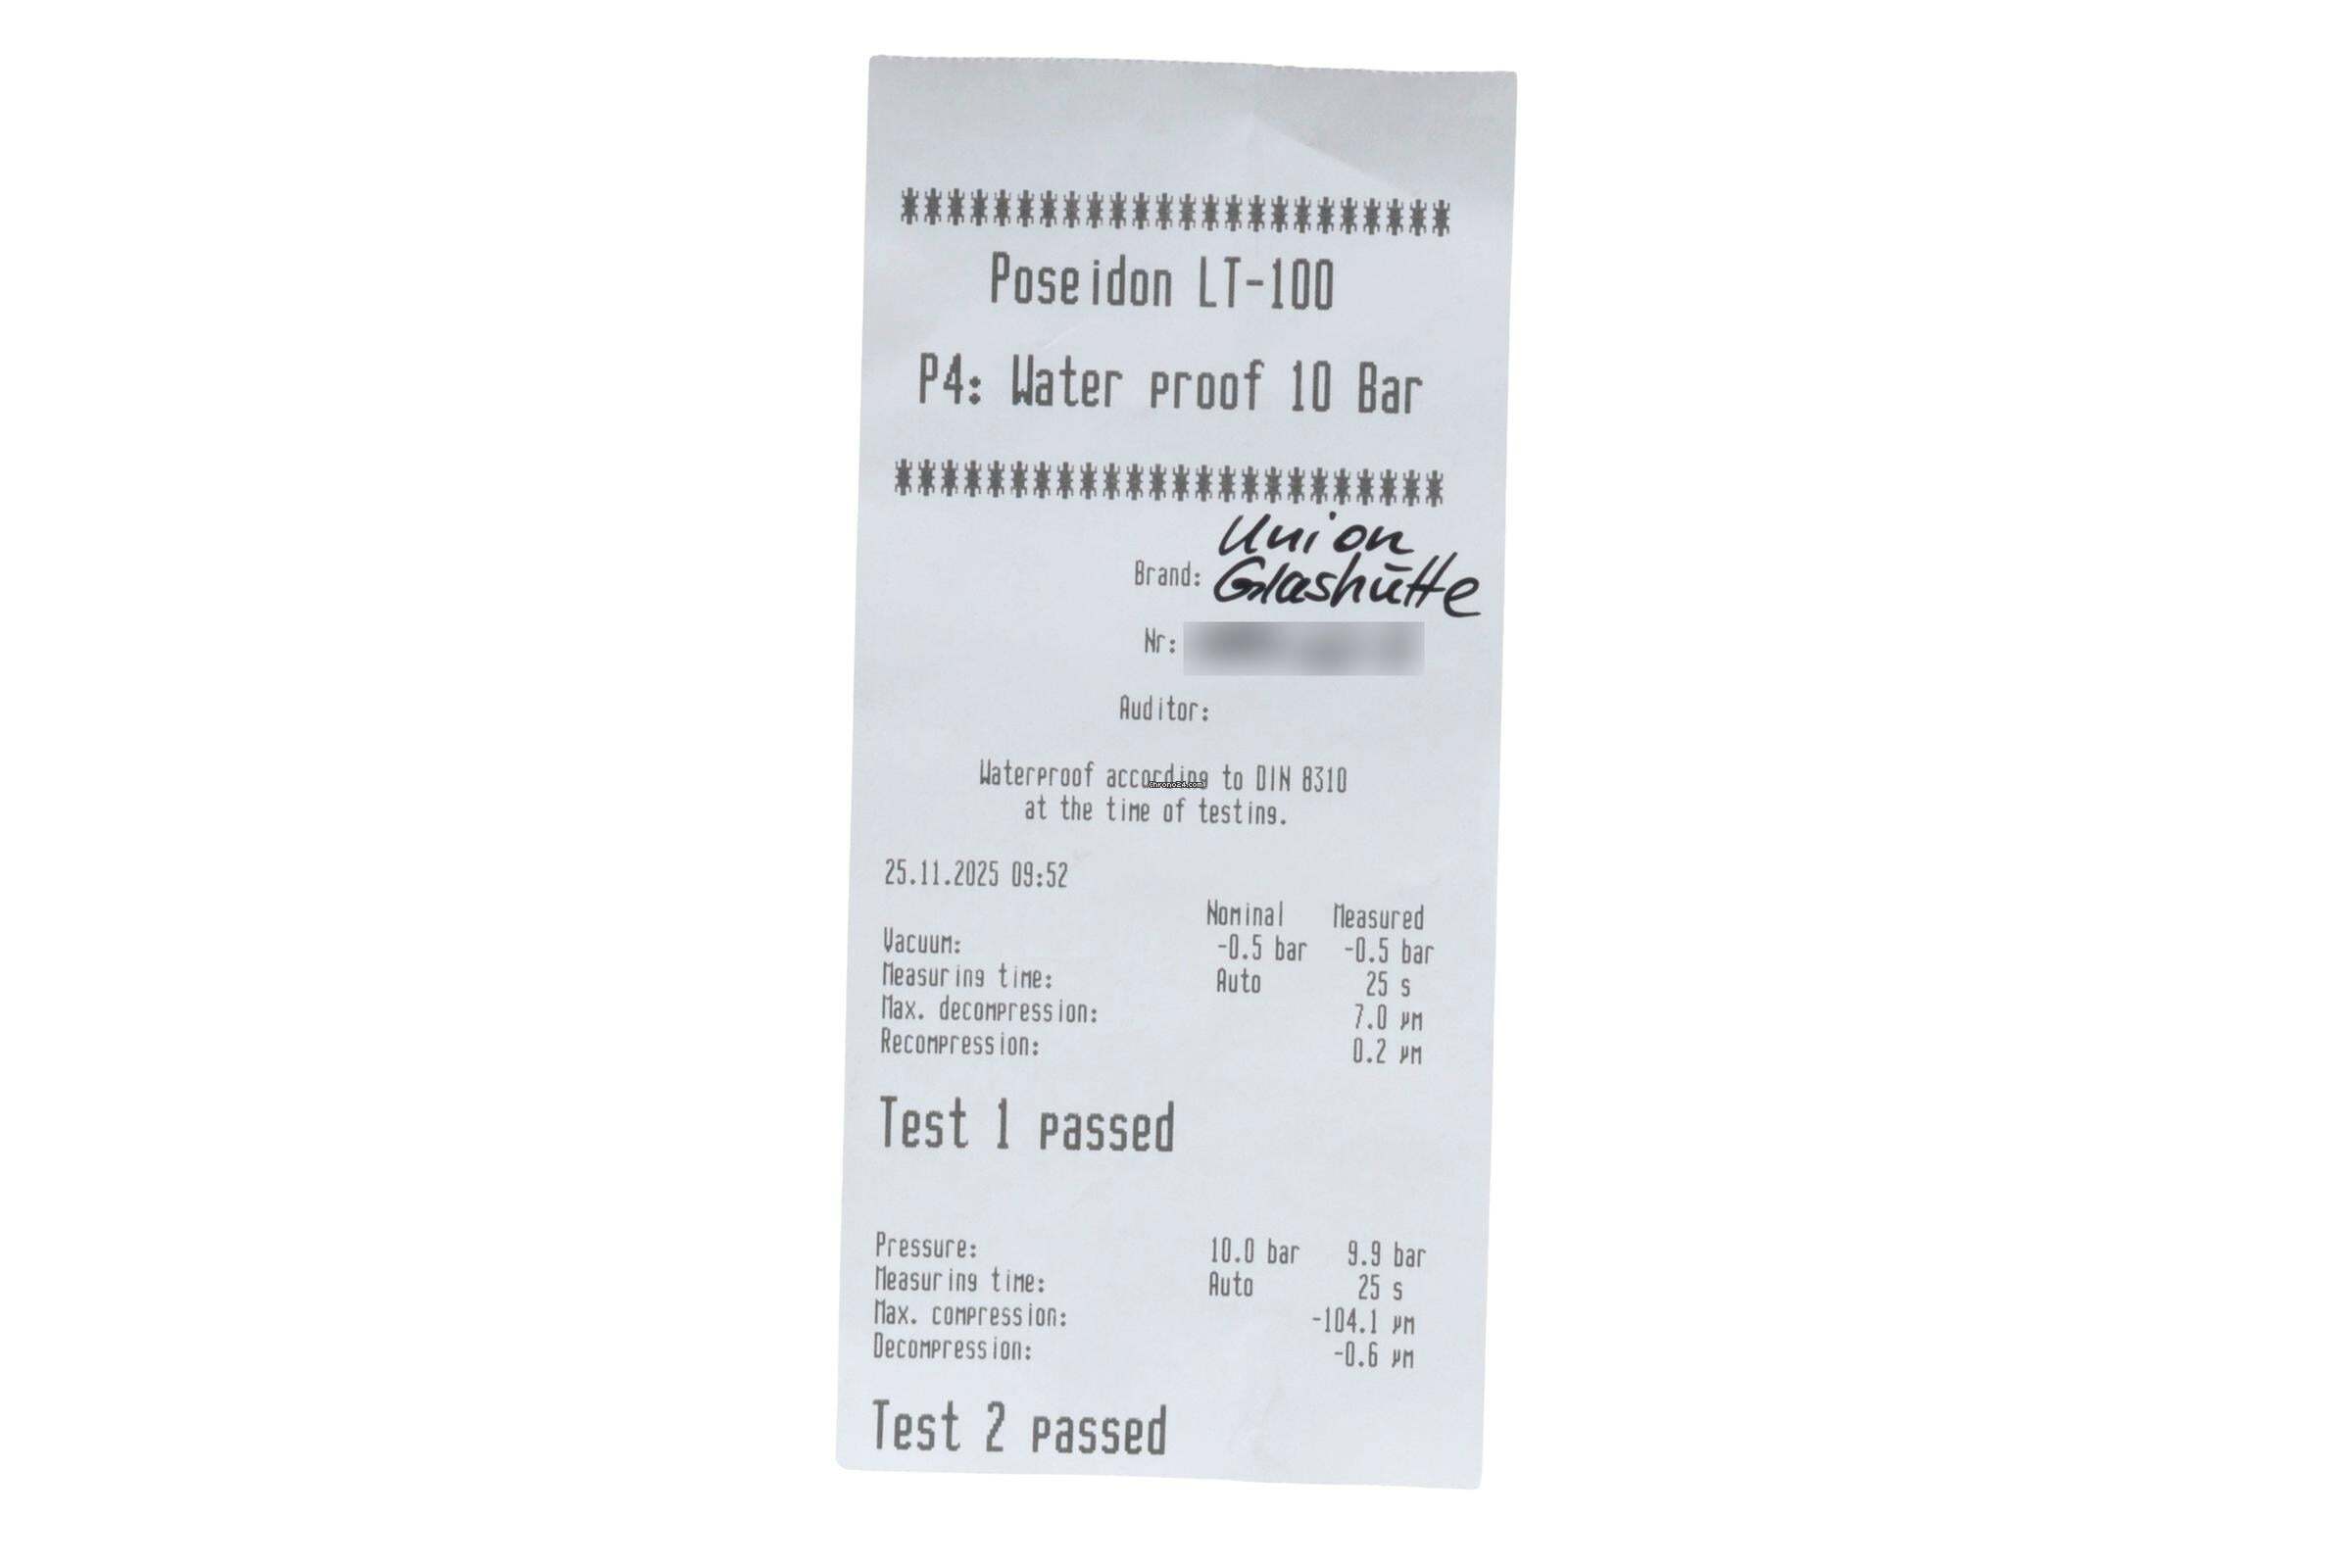 ************************
Poseidon LT-100
P4: Water proof 10 Bar
************************
Union
Brand: Glashütte
Nr:
Auditor:
Waterproof according to DIN 8310
chrono24.com
at the time of testing.
25.11.2025 09:52
Nominal Measured
Vacuum: -0.5 bar -0.5 bar
Measuring time: Auto 25 s
Max. decompression: 7.0 µm
Recompression: 0.2 µm
Test 1 passed
Pressure: 10.0 bar 9.9 bar
Measuring time: Auto 25 s
Max. compression: -104.1 µm
Decompression: -0.6 µm
Test 2 passed